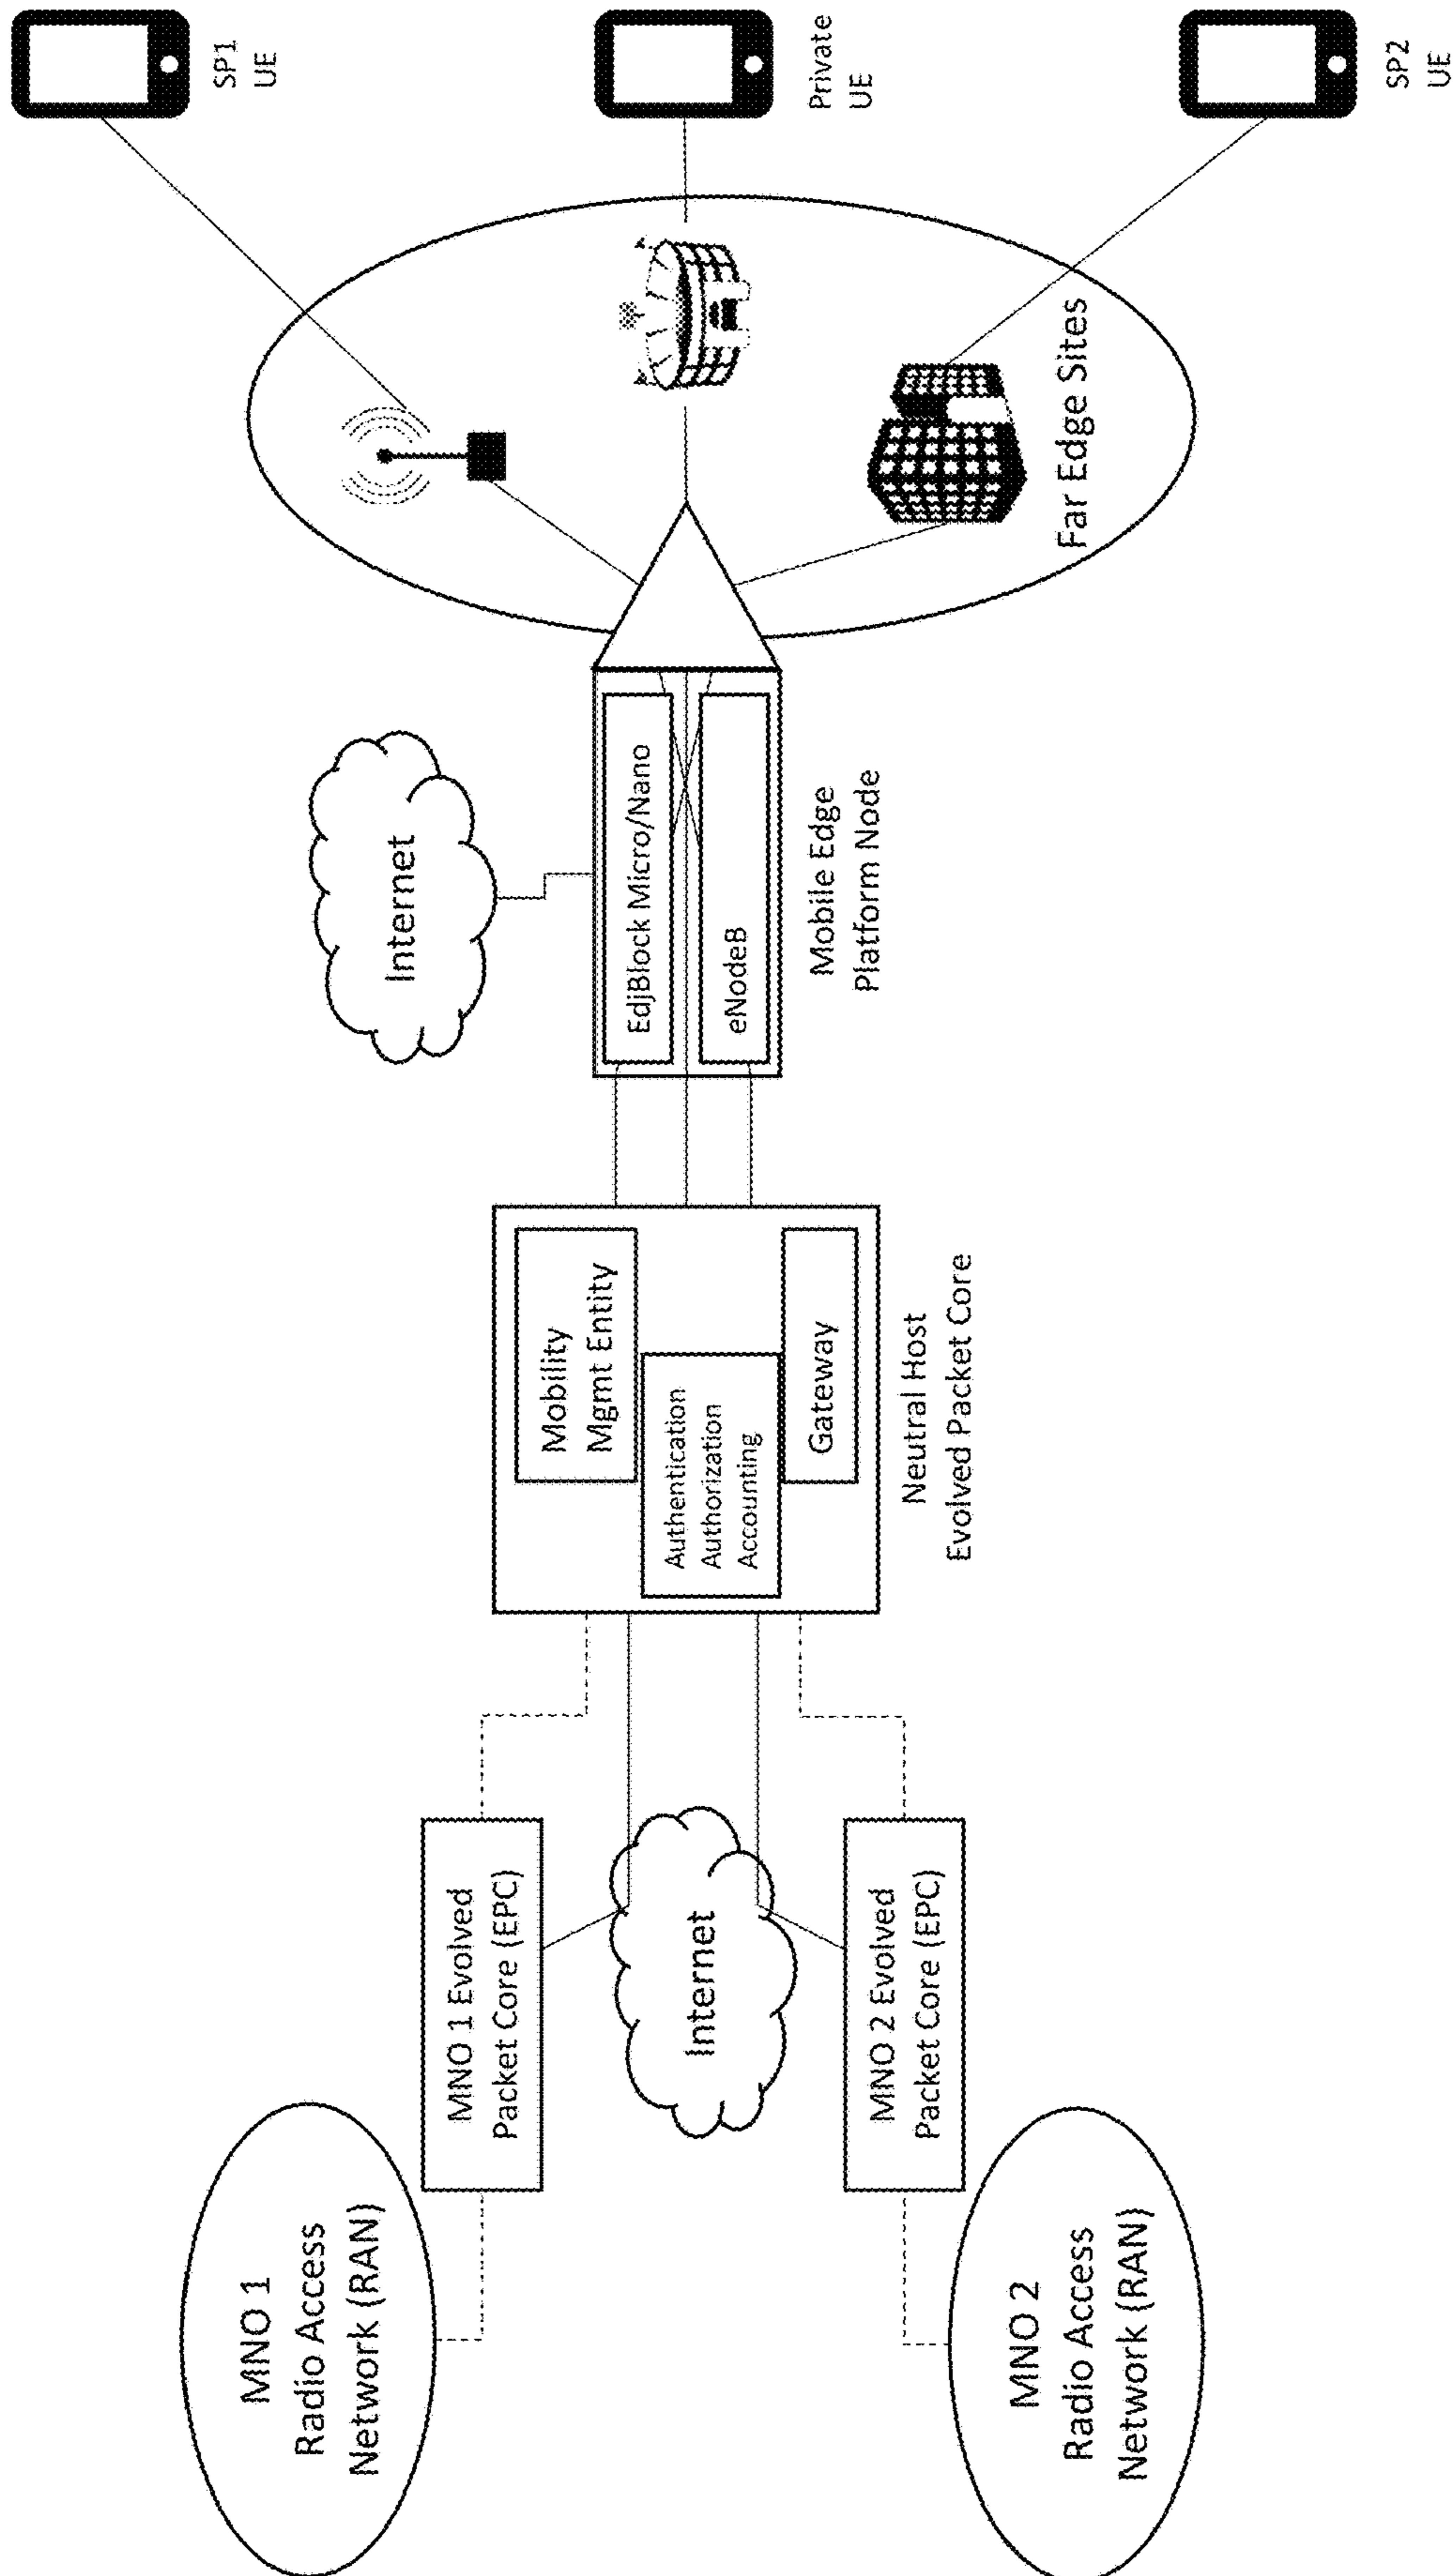 MNO 1
Radio Access
Network (RAN)
MNO 1 Evolved
Packet Core (EPC)
Internet
MNO 2 Evolved
Packet Core (EPC)
MNO 2
Radio Access
Network (RAN)
Mobility
Mgmt Entity
Authentication
Authorization
Accounting
Gateway
Neutral Host
Evolved Packet Core
Internet
EdjBlock Micro/Nano
eNodeB
Mobile Edge
Platform Node
Far Edge Sites
SP1
UE
Private
UE
SP2
UE